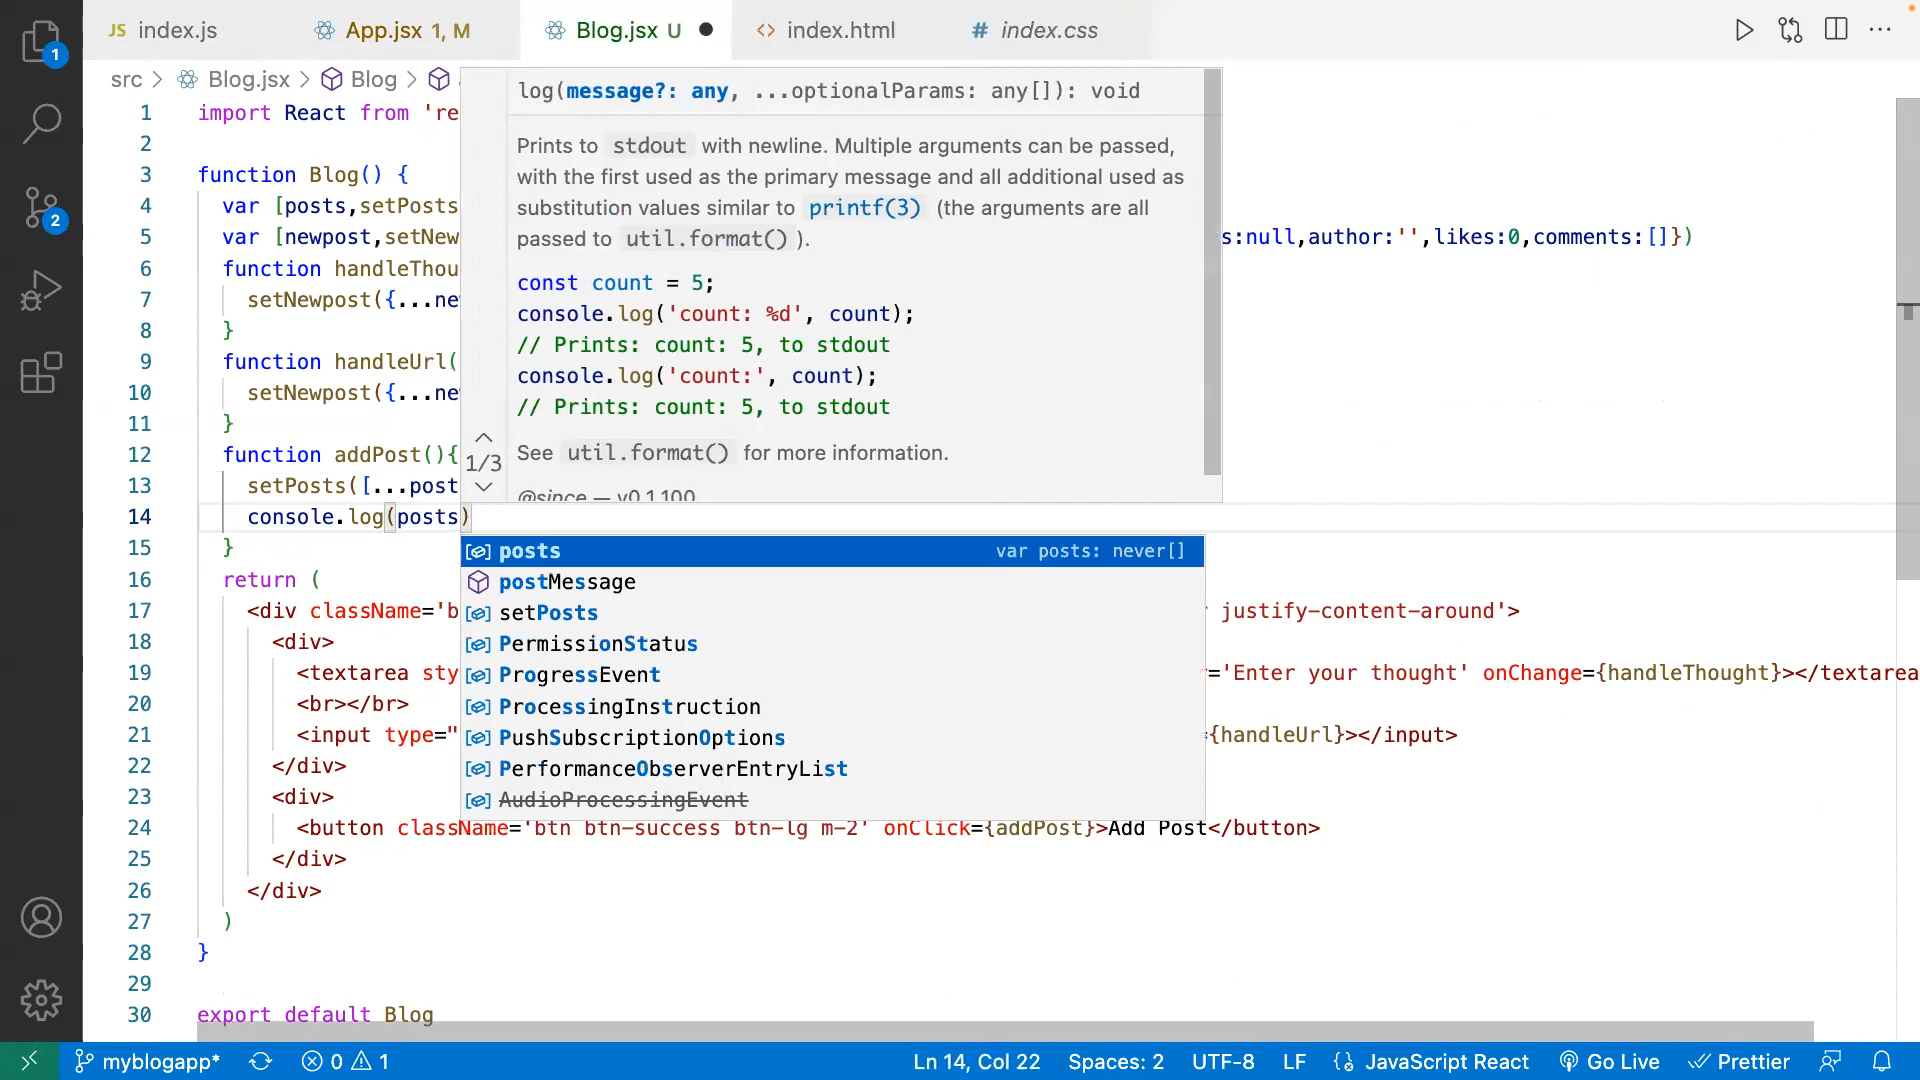 1
JS index.js
App.jsx 1, M
Blog.jsx U
index.html
# index.css
src > Blog.jsx > Blog >
log(message?: any, ...optionalParams: any[]): void
1 import React from 're
Prints to stdout with newline. Multiple arguments can be passed,
2
with the first used as the primary message and all additional used as
3 function Blog() {
4 var [posts,setPosts
substitution values similar to printf(3) (the arguments are all
5 var [newpost,setNew
passed to util.format() ).
s:null,author:'',likes:0,comments:[]})
2
6 function handleThou
const count = 5;
7 setNewpost({...ne
console.log('count: %d', count);
8 }
// Prints: count: 5, to stdout
9 function handleUrl(
console.log('count:', count);
10 setNewpost({...ne
// Prints: count: 5, to stdout
11 }
12 function addPost(){
See util.format() for more information.
1/3
13 setPosts([...post
@since — v0.1.100
14 console.log(posts)
15 }
posts var posts: never[]
16 return (
postMessage
17 <div className='b
setPosts
justify-content-around'>
18 <div>
PermissionStatus
19 <textarea sty
ProgressEvent
='Enter your thought' onChange={handleThought}></textarea
20 <br></br>
ProcessingInstruction
21 <input type="
PushSubscriptionOptions
={handleUrl}></input>
22 </div>
PerformanceObserverEntryList
23 <div>
AudioProcessingEvent
24 <button className='btn btn-success btn-lg m-2' onClick={addPost}>Add Post</button>
25 </div>
26 </div>
27 )
28 }
29
30 export default Blog
myblogapp* 0 1 Ln 14, Col 22 Spaces: 2 UTF-8 LF JavaScript React Go Live Prettier